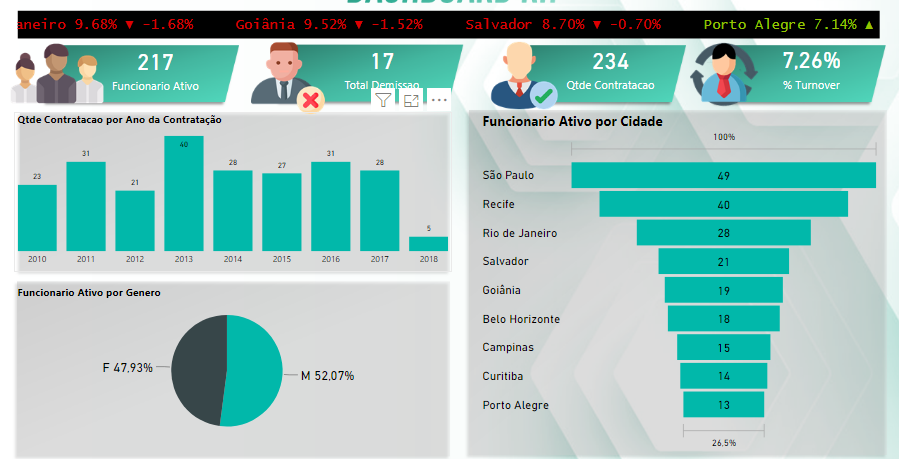 aneiro 9.68% ▼ -1.68% Goiânia 9.52% ▼ -1.52% Salvador 8.70% ▼ -0.70% Porto Alegre 7.14% ▲
217
Funcionario Ativo
17
Total Demissao
234
Qtde Contratacao
7,26%
% Turnover
Qtde Contratacao por Ano da Contratação
23
31
21
40
28
27
31
28
5
2010 2011 2012 2013 2014 2015 2016 2017 2018
Funcionario Ativo por Genero
F 47,93%
M 52,07%
Funcionario Ativo por Cidade
100%
São Paulo 49
Recife 40
Rio de Janeiro 28
Salvador 21
Goiânia 19
Belo Horizonte 18
Campinas 15
Curitiba 14
Porto Alegre 13
26,5%